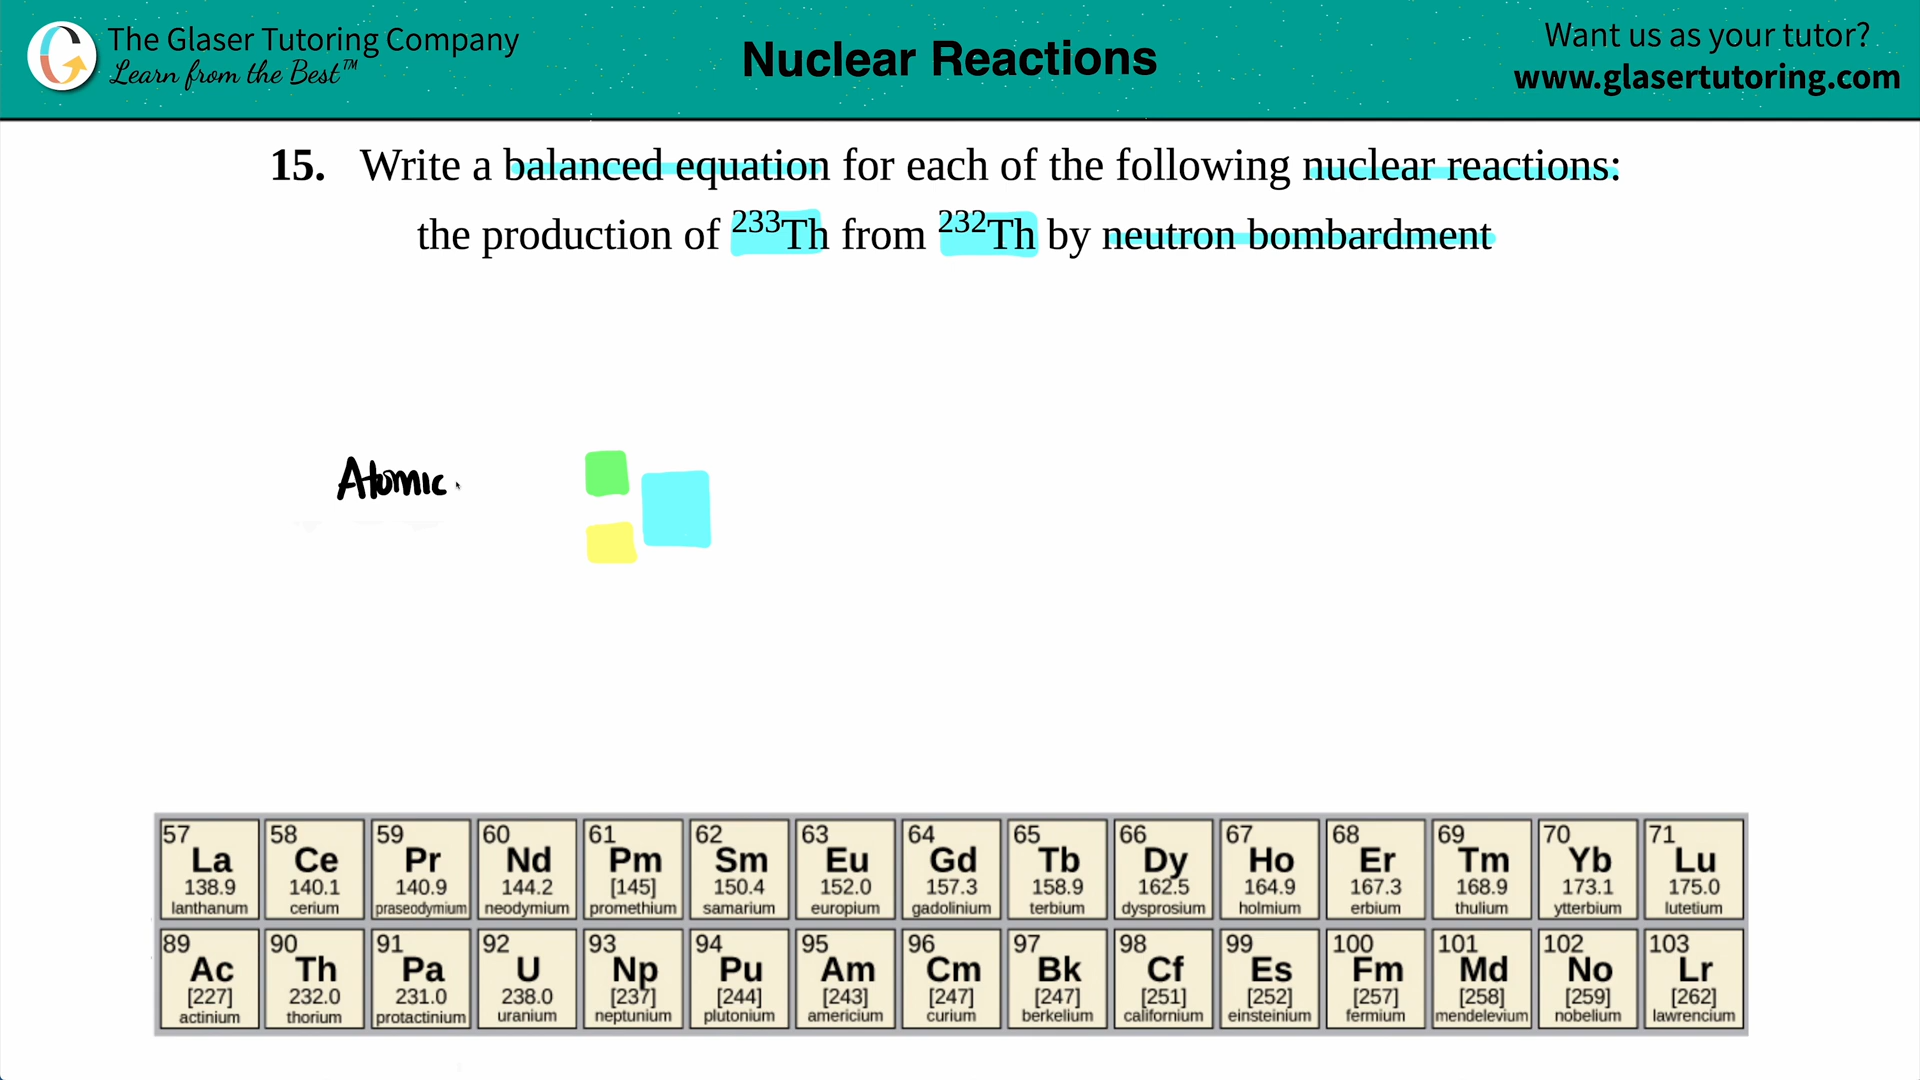 The Glaser Tutoring Company
Learn from the Best™
Nuclear Reactions
Want us as your tutor?
www.glasertutoring.com
15. Write a balanced equation for each of the following nuclear reactions:
the production of ²³³Th from ²³²Th by neutron bombardment
Atomic
57 58 59 60 61 62 63 64 65 66 67 68 69 70 71
La Ce Pr Nd Pm Sm Eu Gd Tb Dy Ho Er Tm Yb Lu
138.9 140.1 140.9 144.2 [145] 150.4 152.0 157.3 158.9 162.5 164.9 167.3 168.9 173.1 175.0
lanthanum cerium praseodymium neodymium promethium samarium europium gadolinium terbium dysprosium holmium erbium thulium ytterbium lutetium
89 90 91 92 93 94 95 96 97 98 99 100 101 102 103
Ac Th Pa U Np Pu Am Cm Bk Cf Es Fm Md No Lr
[227] 232.0 231.0 238.0 [237] [244] [243] [247] [247] [251] [252] [257] [258] [259] [262]
actinium thorium protactinium uranium neptunium plutonium americium curium berkelium californium einsteinium fermium mendelevium nobelium lawrencium